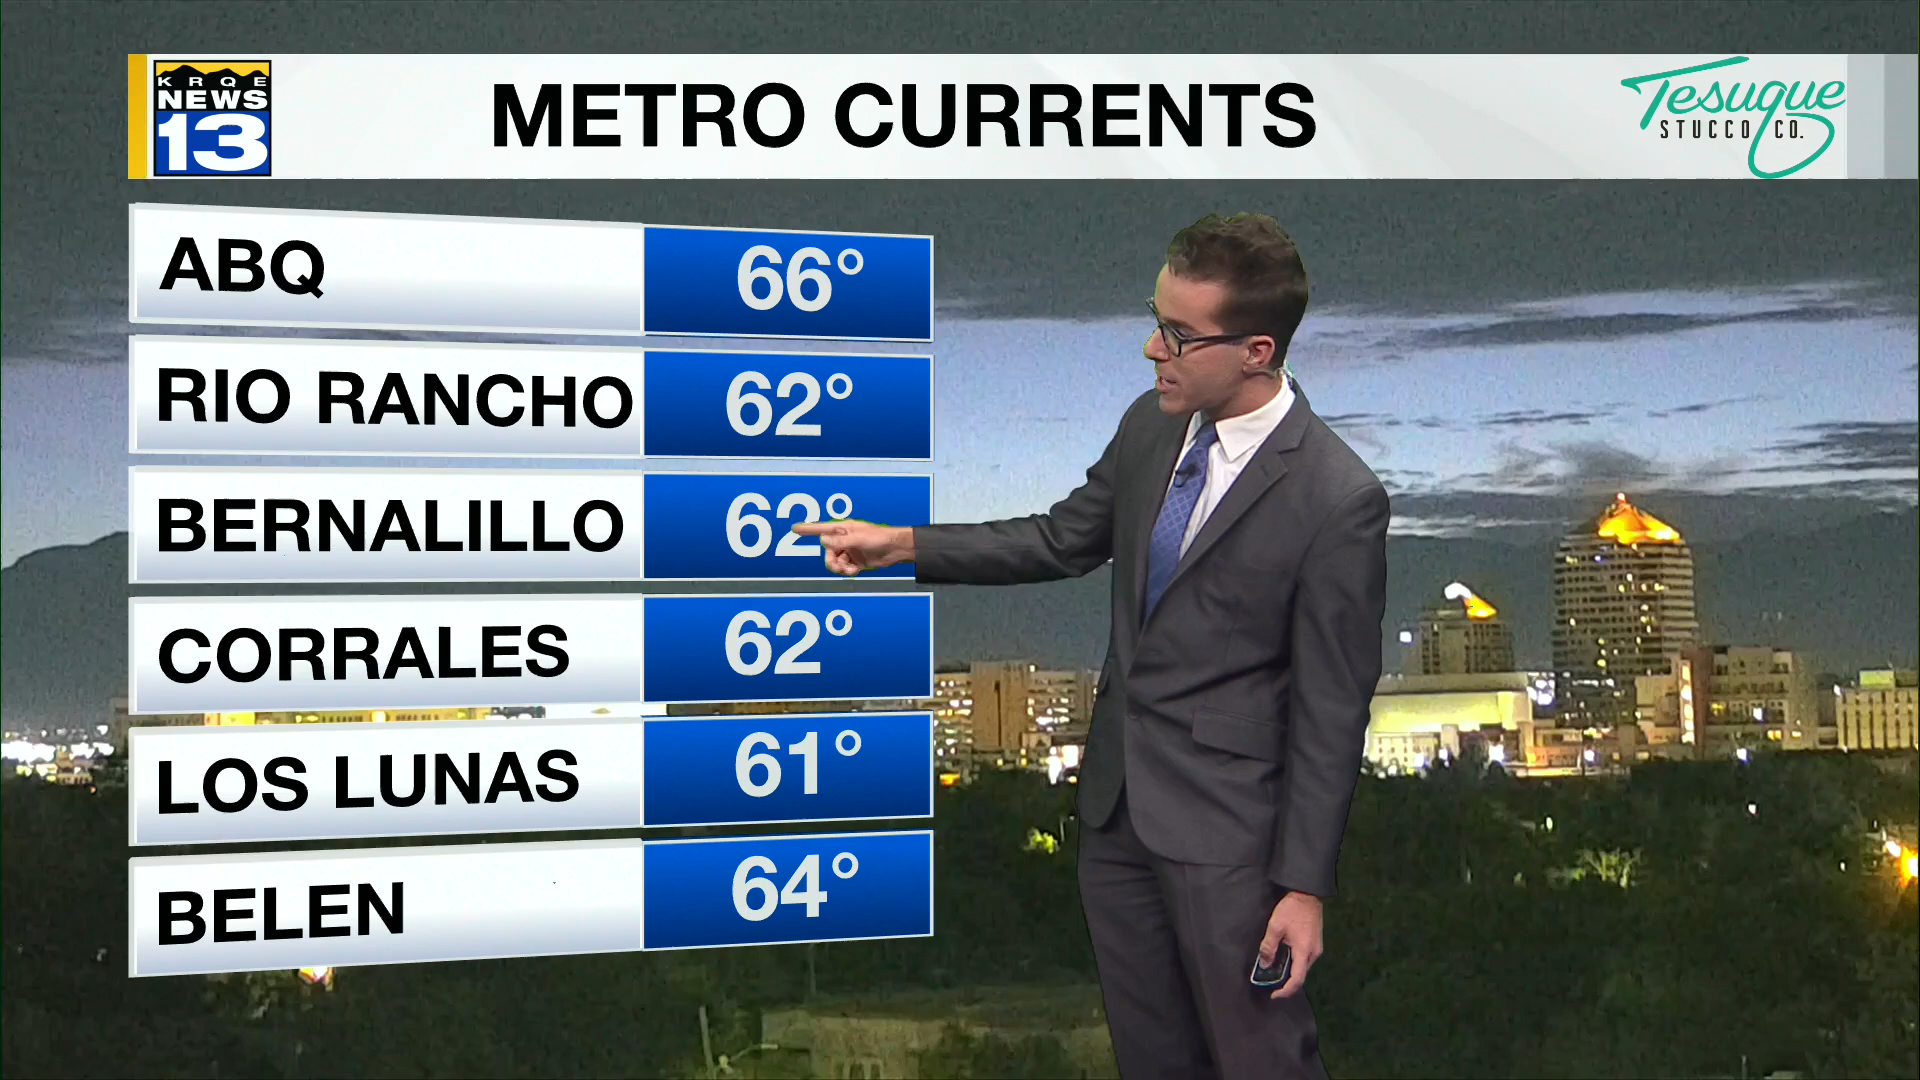 KRQE
NEWS
13
METRO CURRENTS
Tesuque
STUCCO CO.
ABQ 66°
RIO RANCHO 62°
BERNALILLO 62°
CORRALES 62°
LOS LUNAS 61°
BELEN 64°